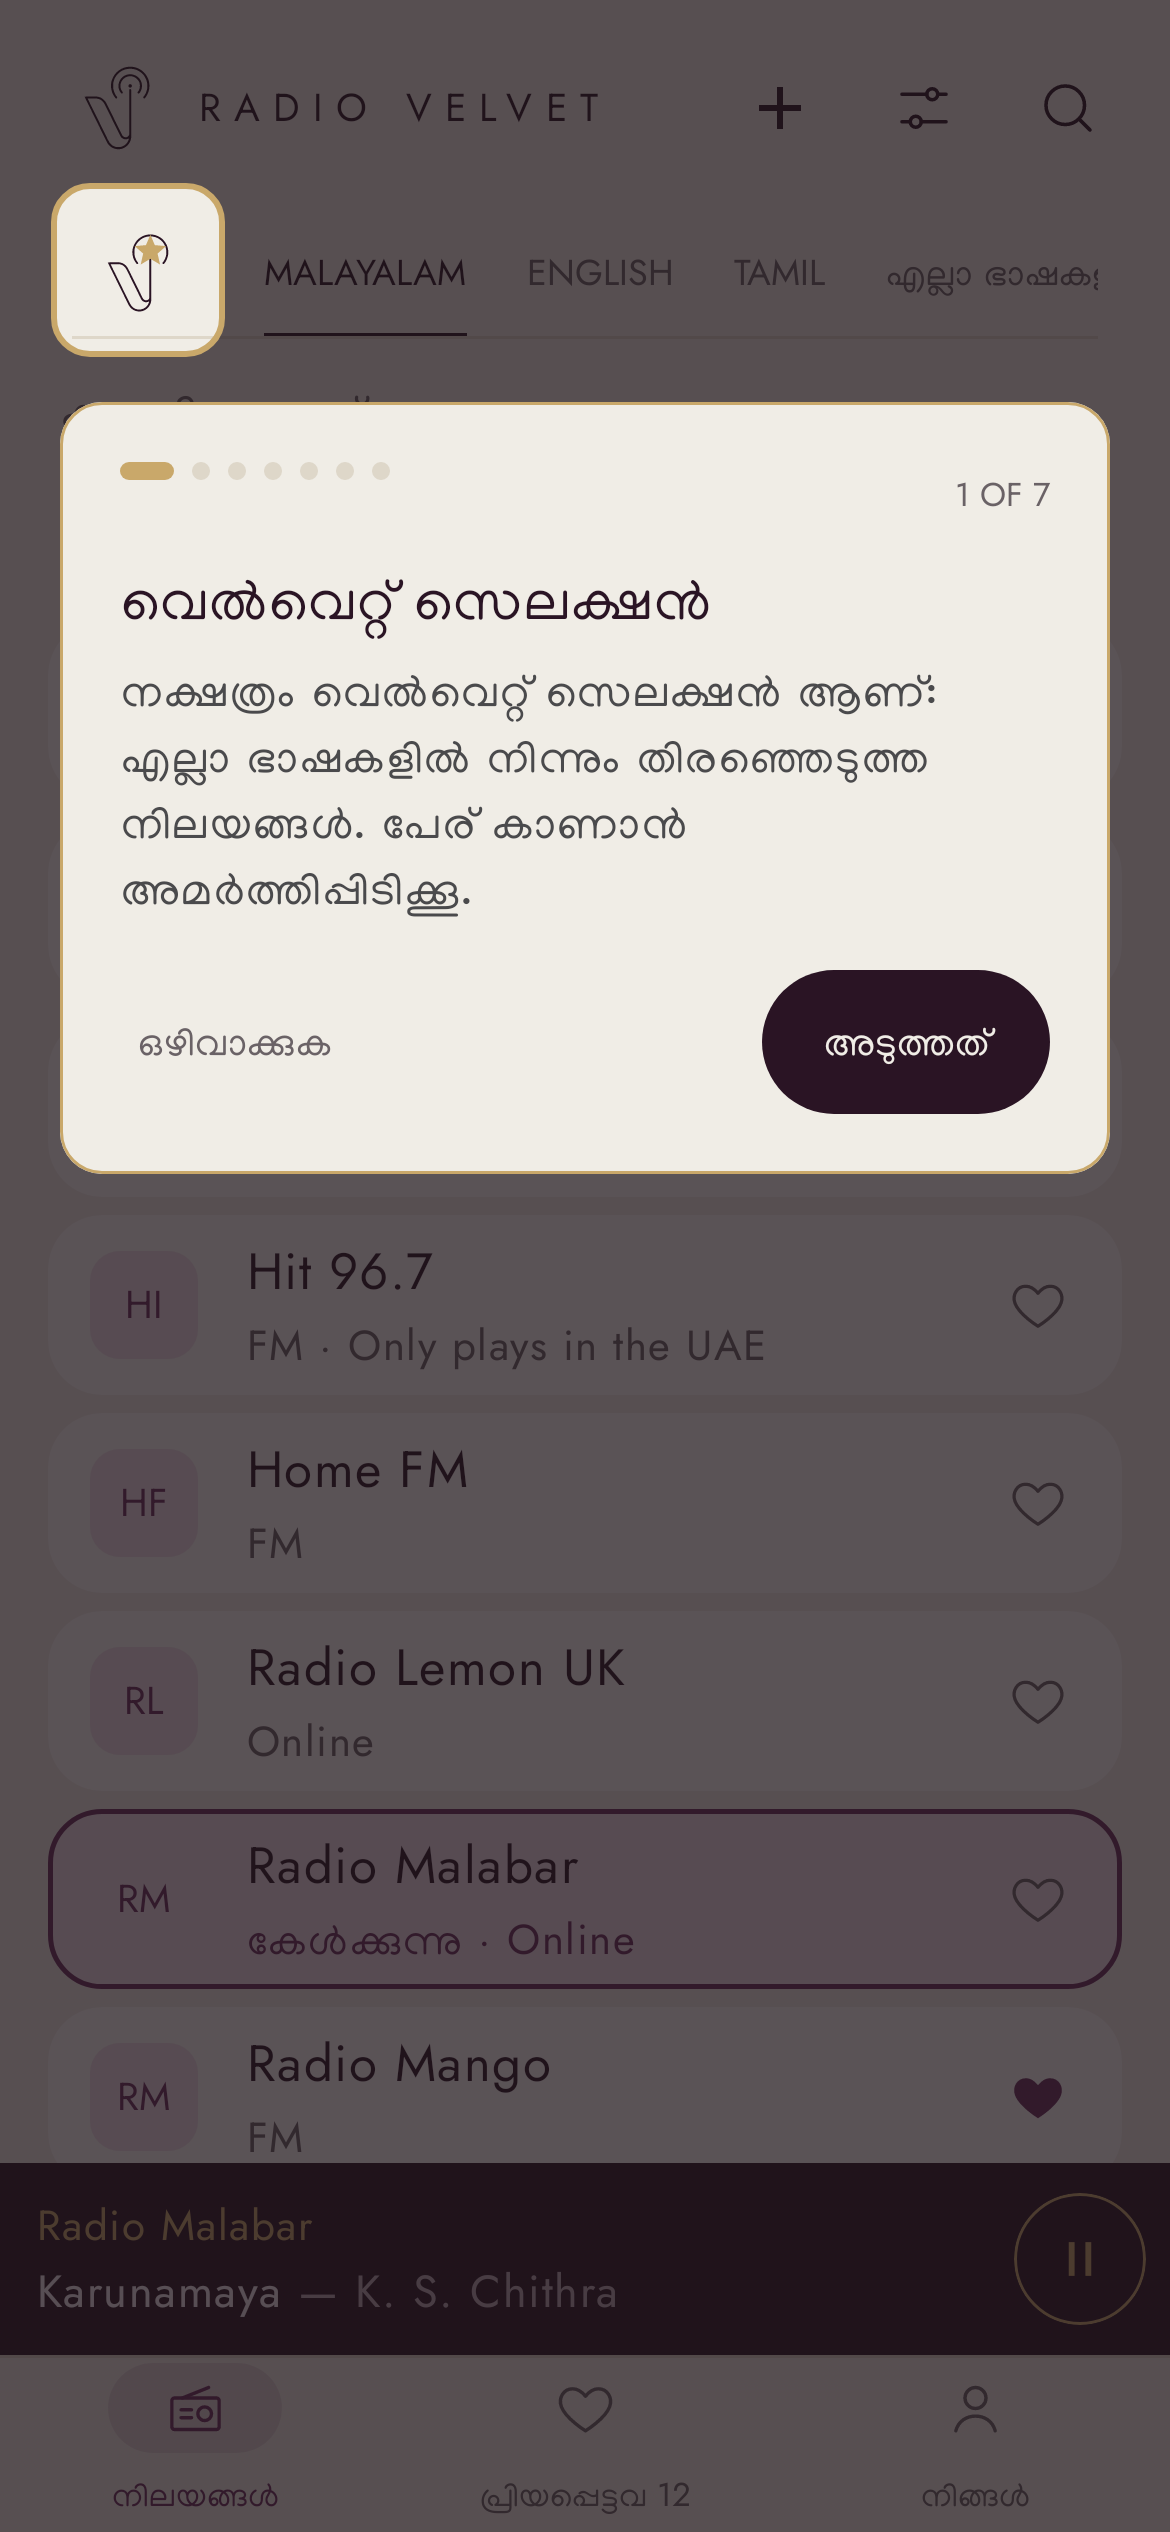 RADIO VELVET
MALAYALAM ENGLISH TAMIL എല്ലാ
1 OF 7
വെൽവെറ്റ് സെലക്ഷൻ
നക്ഷത്രം വെൽവെറ്റ് സെലക്ഷൻ ആണ്:
എല്ലാ ഭാഷകളിൽ നിന്നും തിരഞ്ഞെടുത്ത
നിലയങ്ങൾ. പേര് കാണാൻ
അമർത്തിപ്പിടിക്കൂ.
ഒഴിവാക്കുക
അടുത്തത്
HI
Hit 96.7
FM · Only plays in the UAE
HF
Home FM
FM
RL
Radio Lemon UK
Online
RM
Radio Malabar
കേൾക്കുന്നു · Online
RM
Radio Mango
FM
Radio Malabar
Karunamaya — K. S. Chithra
നിലയങ്ങൾ
പ്രിയപ്പെട്ടവ 12
നിങ്ങൾ